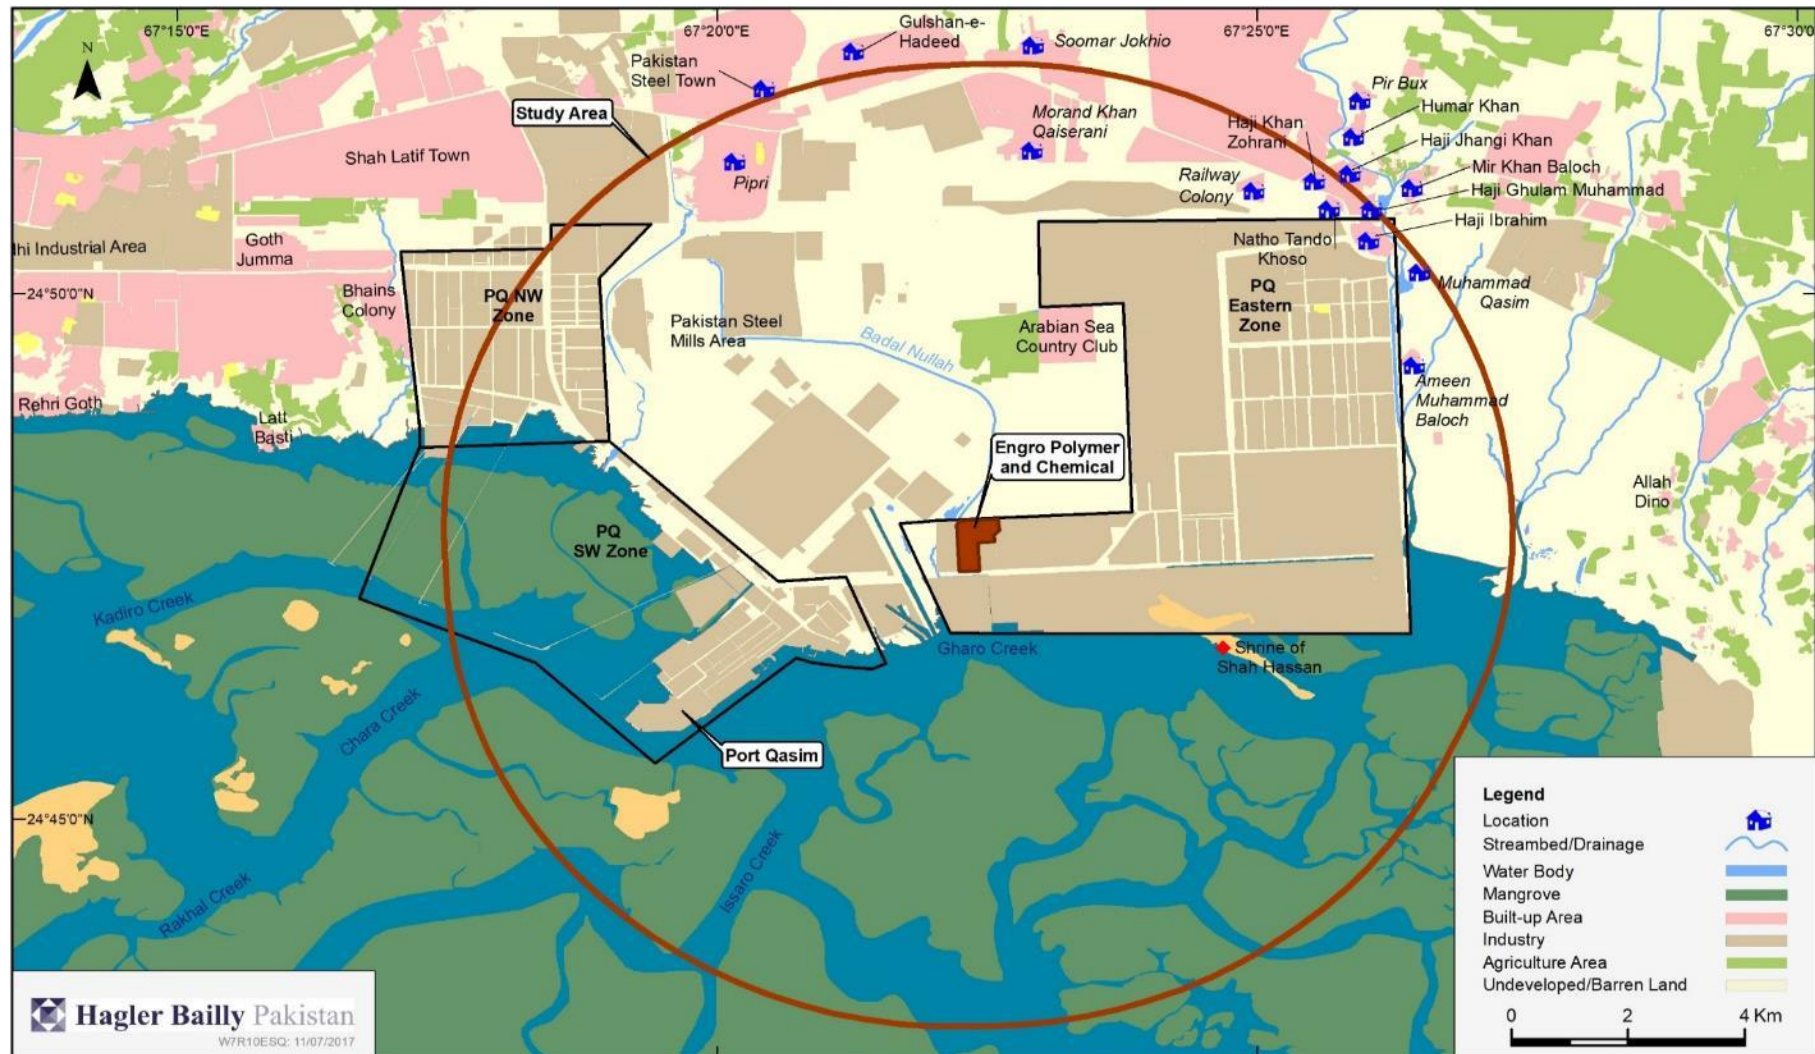 67°15'0"E
67°20'0"E
67°25'0"E
67°30'0
N
Gulshan-e-
Hadeed
Soomar Jokhio
Pakistan
Steel Town
Study Area
Pir Bux
Humar Khan
Morand Khan
Qaiserani
Haji Khan
Zohrani
Haji Jhangi Khan
Shah Latif Town
Mir Khan Baloch
Pipri
Railway
Colony
Haji Ghulam Muhammad
Haji Ibrahim
hi Industrial Area
Goth
Jumma
Natho Tando
Khoso
24°50'0"N
Bhains
Colony
PQ NW
Zone
PQ
Eastern
Zone
Muhammad
Qasim
Pakistan Steel
Mills Area
Arabian Sea
Country Club
Badal Nullah
Ameen
Muhammad
Baloch
Rehri Goth
Latt
Basti
Engro Polymer
and Chemical
Allah
Dino
PQ
SW Zone
Kadiro Creek
Gharo Creek
Shrine of
Shah Hassan
Chara Creek
Port Qasim
24°45'0"N
Issaro Creek
Rakhal Creek
Legend
Location
Streambed/Drainage
Water Body
Mangrove
Built-up Area
Industry
Agriculture Area
Undeveloped/Barren Land
0 2 4 Km
Hagler Bailly Pakistan
W7R10ESQ: 11/07/2017